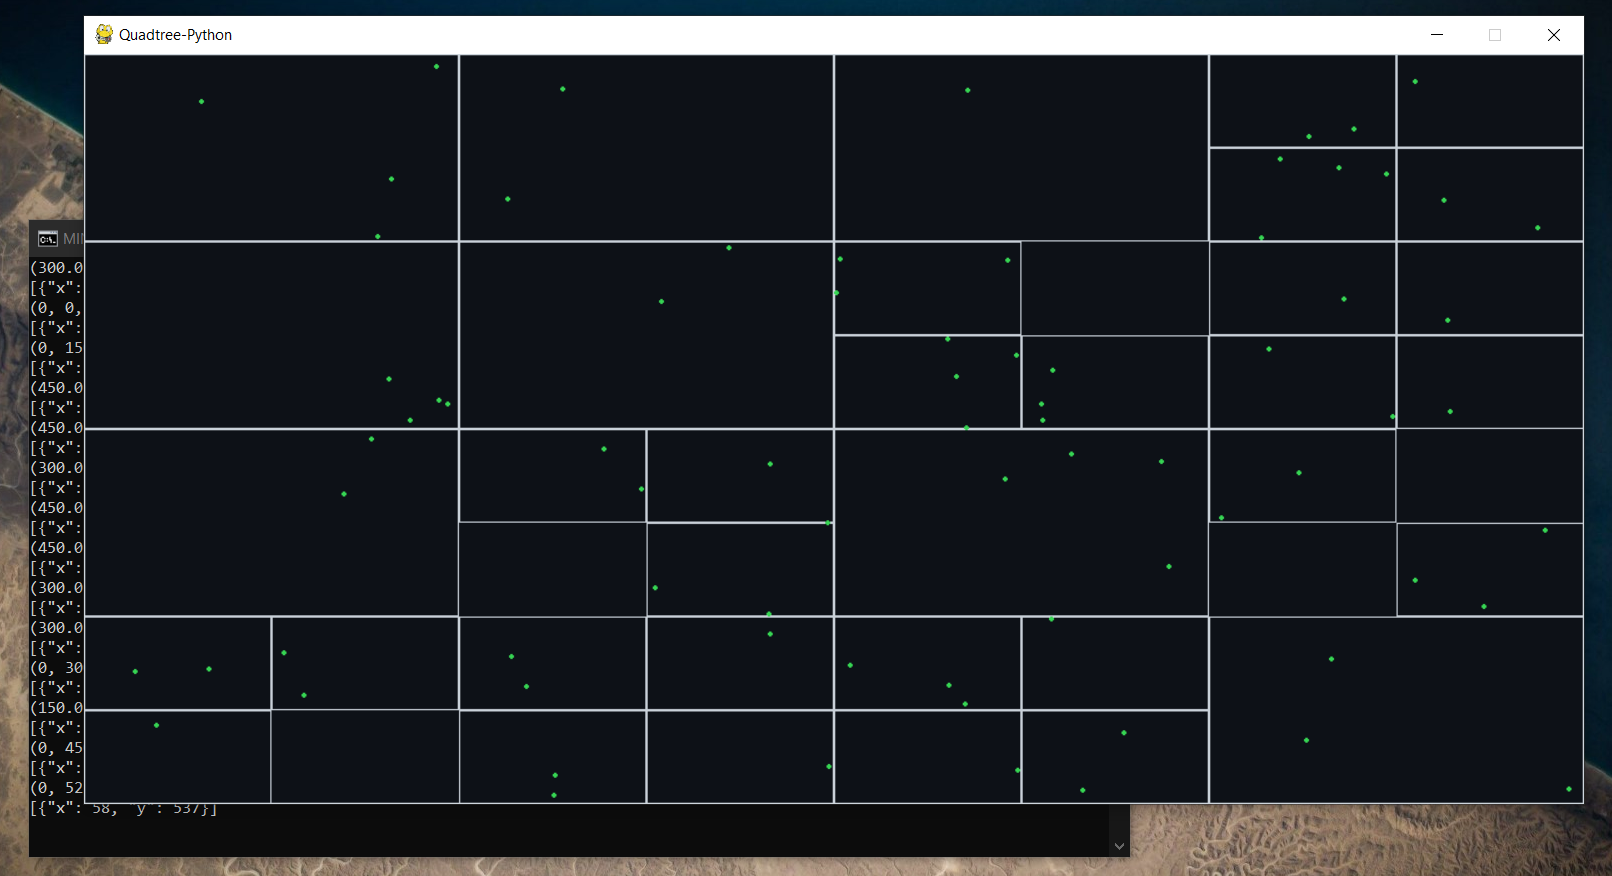 Quadtree-Python
C:\.
MI
(300.0
[{"x":
(0, 0,
[{"x":
(0, 15
[{"x":
(450.0
[{"x":
(450.0
[{"x":
(300.0
[{"x":
(450.0
[{"x":
(450.0
[{"x":
(300.0
[{"x":
(300.0
[{"x":
(0, 30
[{"x":
(150.0
[{"x":
(0, 45
[{"x":
(0, 52
[{"x": 58, "y": 537}]